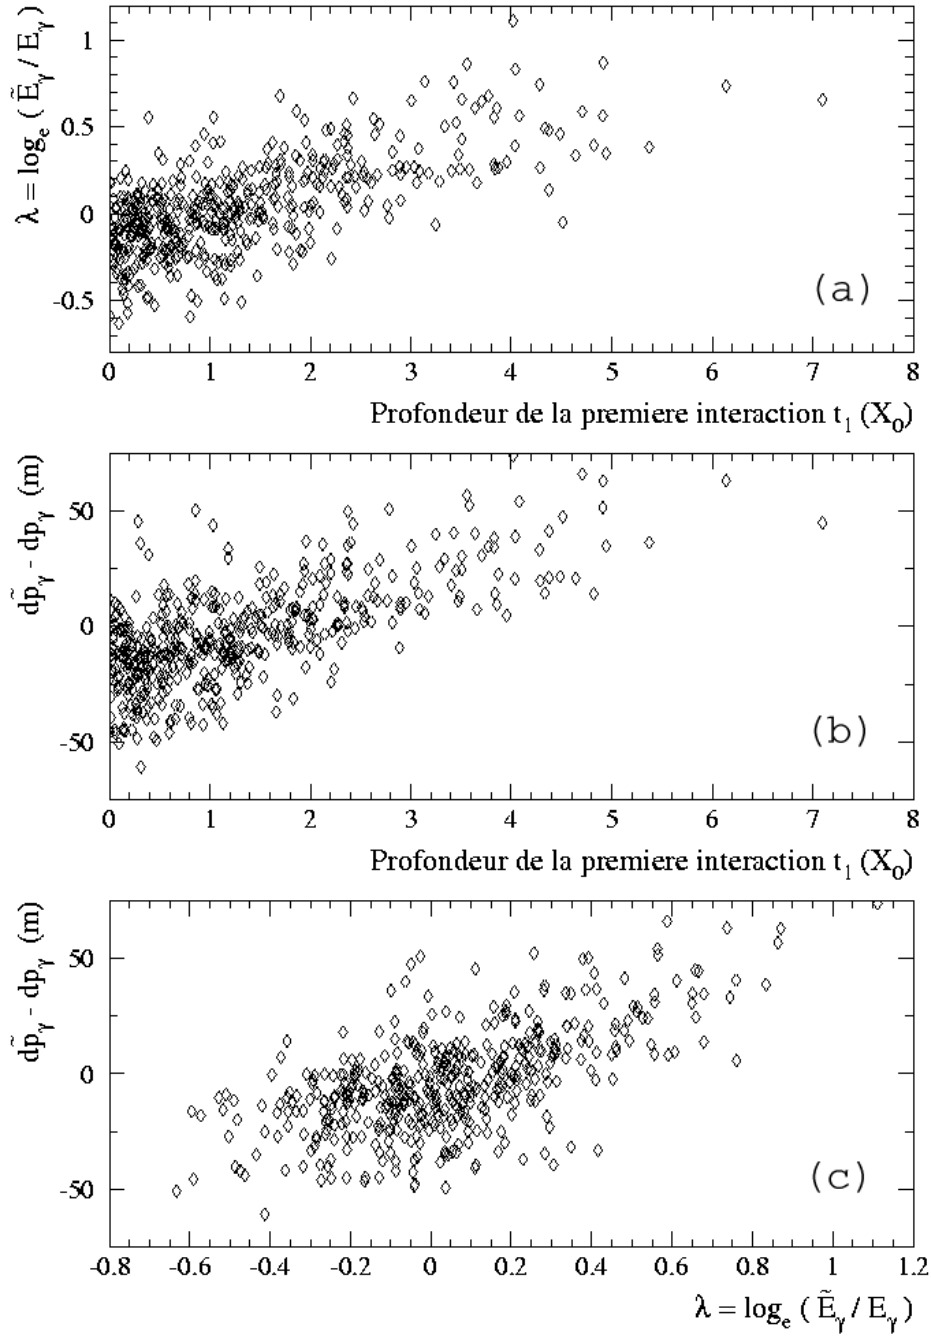 λ = log_e ( Ẽ_γ / E_γ )
1
0.5
0
-0.5
(a)
0 1 2 3 4 5 6 7 8
Profondeur de la premiere interaction t_1 (X_0)
d̃p_γ - dp_γ (m)
50
0
-50
(b)
0 1 2 3 4 5 6 7 8
Profondeur de la premiere interaction t_1 (X_0)
d̃p_γ - dp_γ (m)
50
0
-50
(c)
-0.8 -0.6 -0.4 -0.2 0 0.2 0.4 0.6 0.8 1 1.2
λ = log_e ( Ẽ_γ / E_γ )